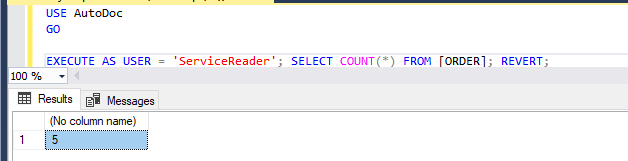 USE AutoDoc
GO
EXECUTE AS USER = 'ServiceReader'; SELECT COUNT(*) FROM [ORDER]; REVERT;
100 %
Results Messages
(No column name)
1 5